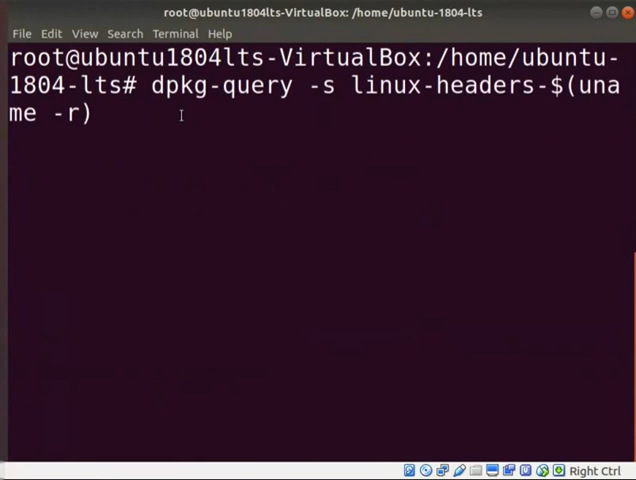 root@ubuntu1804lts-VirtualBox: /home/ubuntu-1804-lts
File Edit View Search Terminal Help
root@ubuntu1804lts-VirtualBox:/home/ubuntu-
1804-lts# dpkg-query -s linux-headers-$(una
me -r)
Right Ctrl